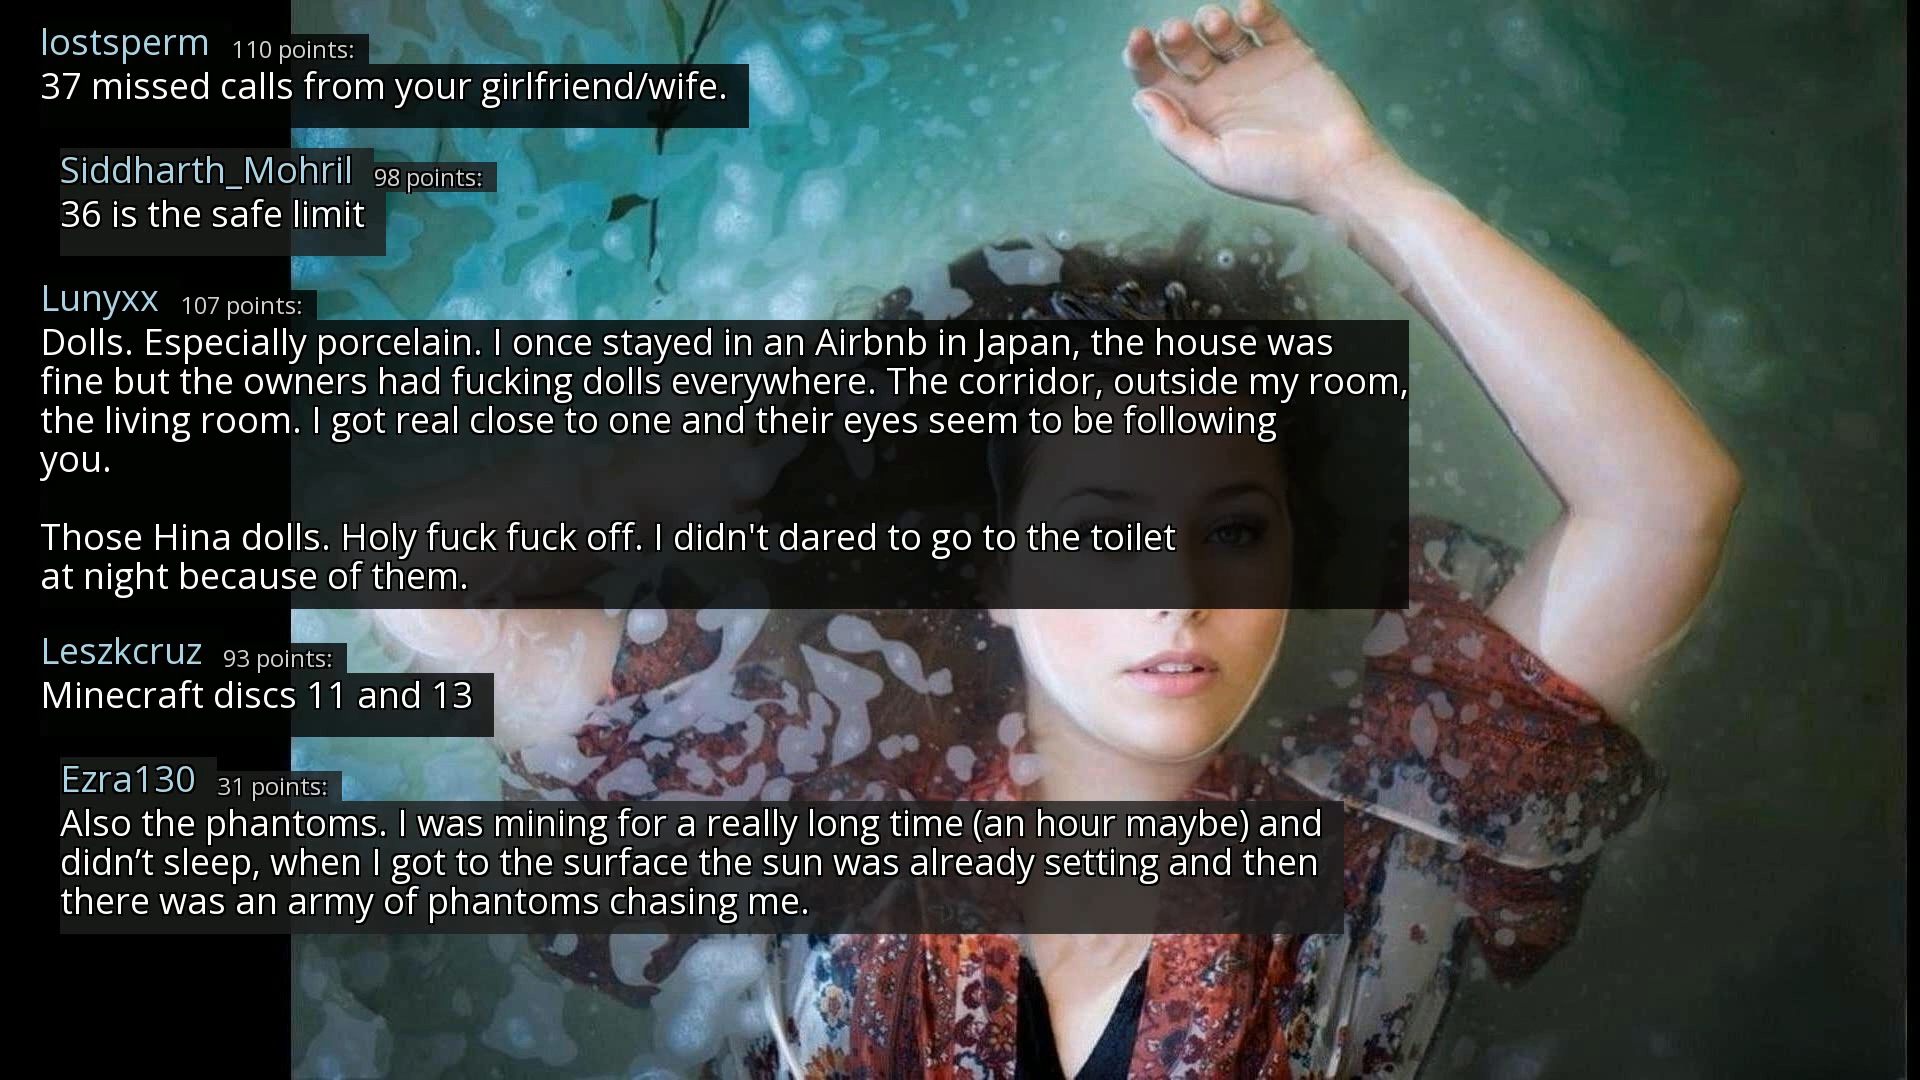 lostsperm 110 points:
37 missed calls from your girlfriend/wife.
Siddharth_Mohril 98 points:
36 is the safe limit
Lunyxx 107 points:
Dolls. Especially porcelain. I once stayed in an Airbnb in Japan, the house was
fine but the owners had fucking dolls everywhere. The corridor, outside my room,
the living room. I got real close to one and their eyes seem to be following
you.
Those Hina dolls. Holy fuck fuck off. I didn't dared to go to the toilet
at night because of them.
Leszkcruz 93 points:
Minecraft discs 11 and 13
Ezra130 31 points:
Also the phantoms. I was mining for a really long time (an hour maybe) and
didn’t sleep, when I got to the surface the sun was already setting and then
there was an army of phantoms chasing me.